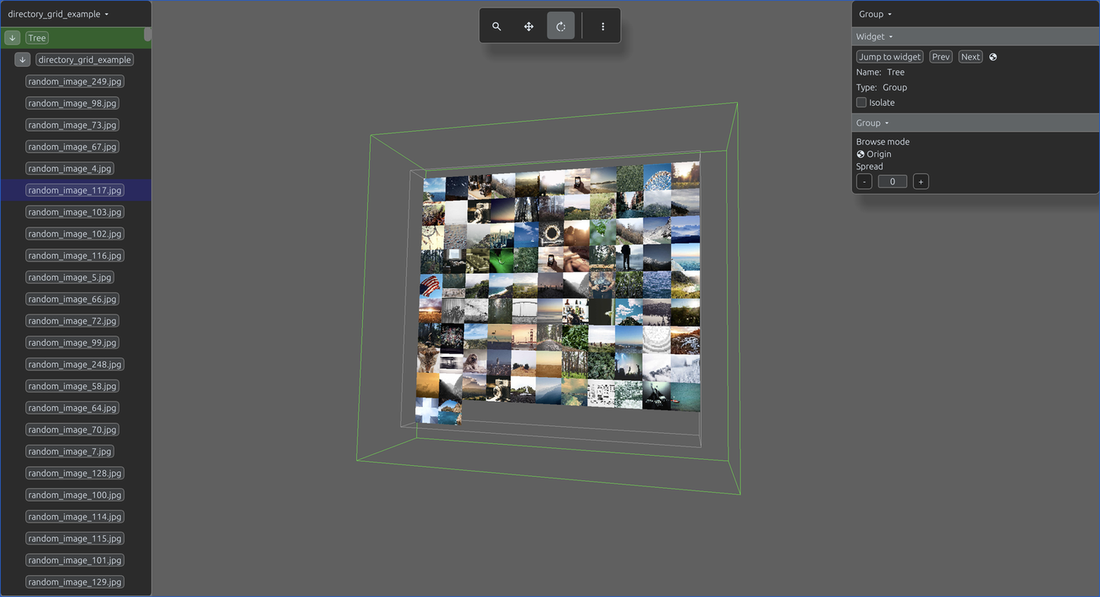 directory_grid_example
Tree
directory_grid_example
random_image_249.jpg
random_image_98.jpg
random_image_73.jpg
random_image_67.jpg
random_image_4.jpg
random_image_117.jpg
random_image_103.jpg
random_image_102.jpg
random_image_116.jpg
random_image_5.jpg
random_image_66.jpg
random_image_72.jpg
random_image_99.jpg
random_image_248.jpg
random_image_58.jpg
random_image_64.jpg
random_image_70.jpg
random_image_7.jpg
random_image_128.jpg
random_image_100.jpg
random_image_114.jpg
random_image_115.jpg
random_image_101.jpg
random_image_129.jpg
Group
Widget
Jump to widget Prev Next
Name: Tree
Type: Group
Isolate
Group
Browse mode
Origin
Spread
- 0 +